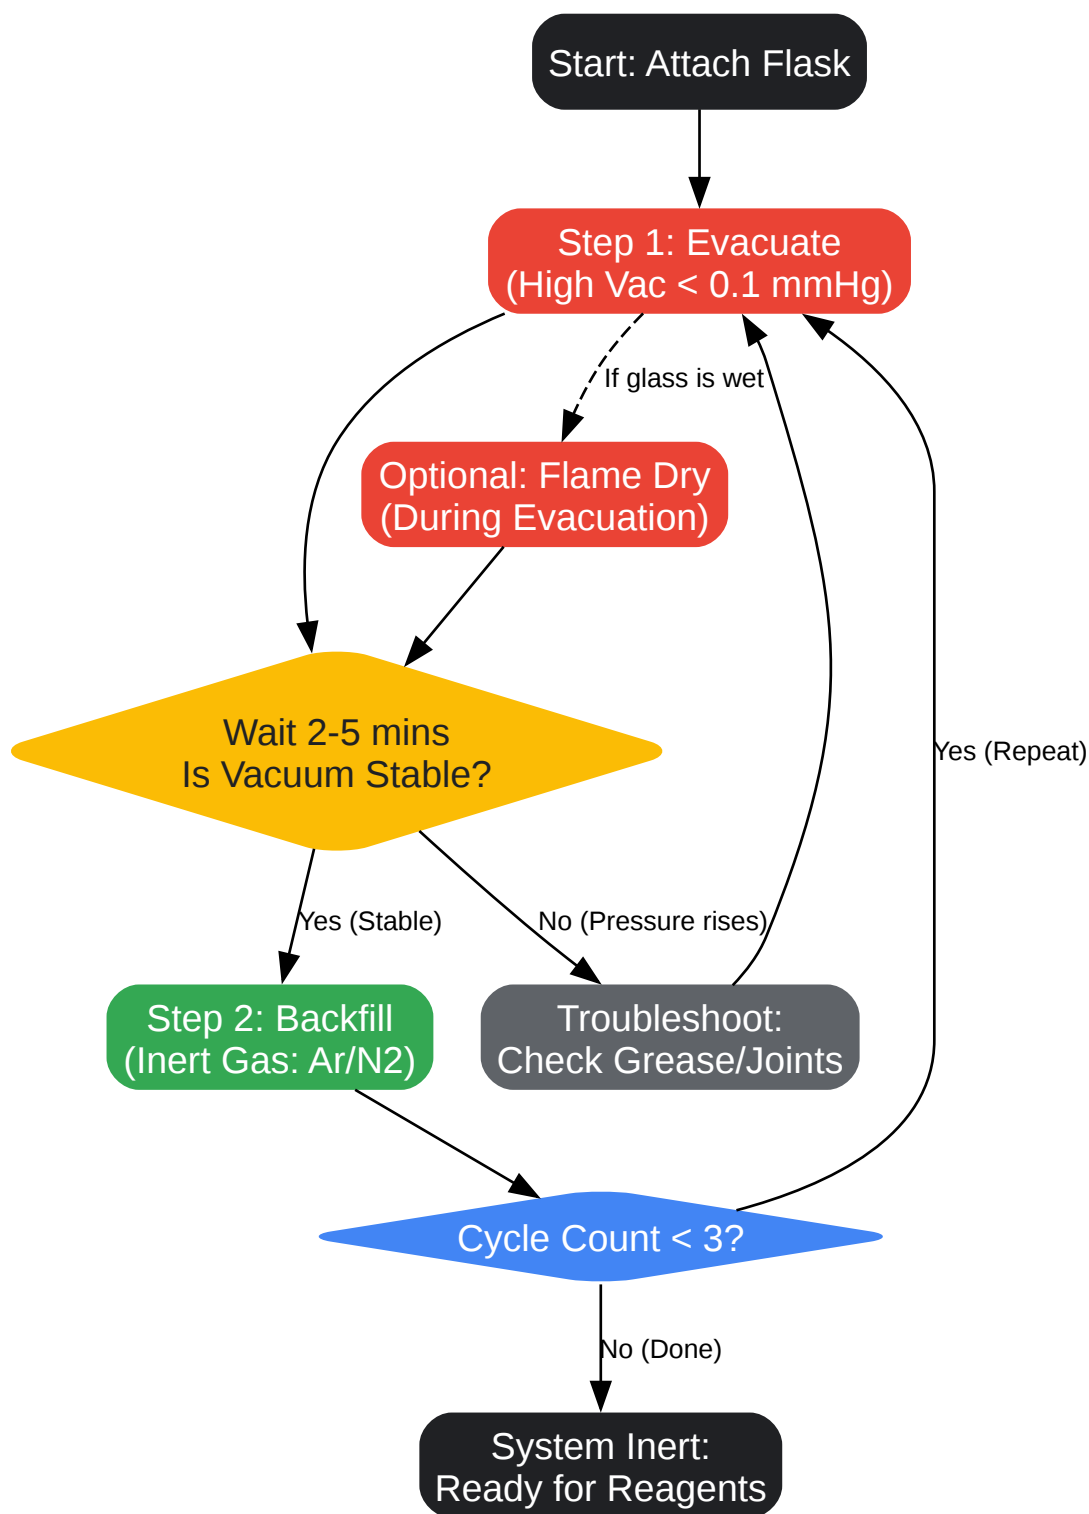 Start: Attach Flask
Step 1: Evacuate
(High Vac < 0.1 mmHg)
If glass is wet
Optional: Flame Dry
(During Evacuation)
Wait 2-5 mins
Is Vacuum Stable?
Yes (Repeat)
Yes (Stable)
No (Pressure rises)
Step 2: Backfill
(Inert Gas: Ar/N2)
Troubleshoot:
Check Grease/Joints
Cycle Count < 3?
No (Done)
System Inert:
Ready for Reagents